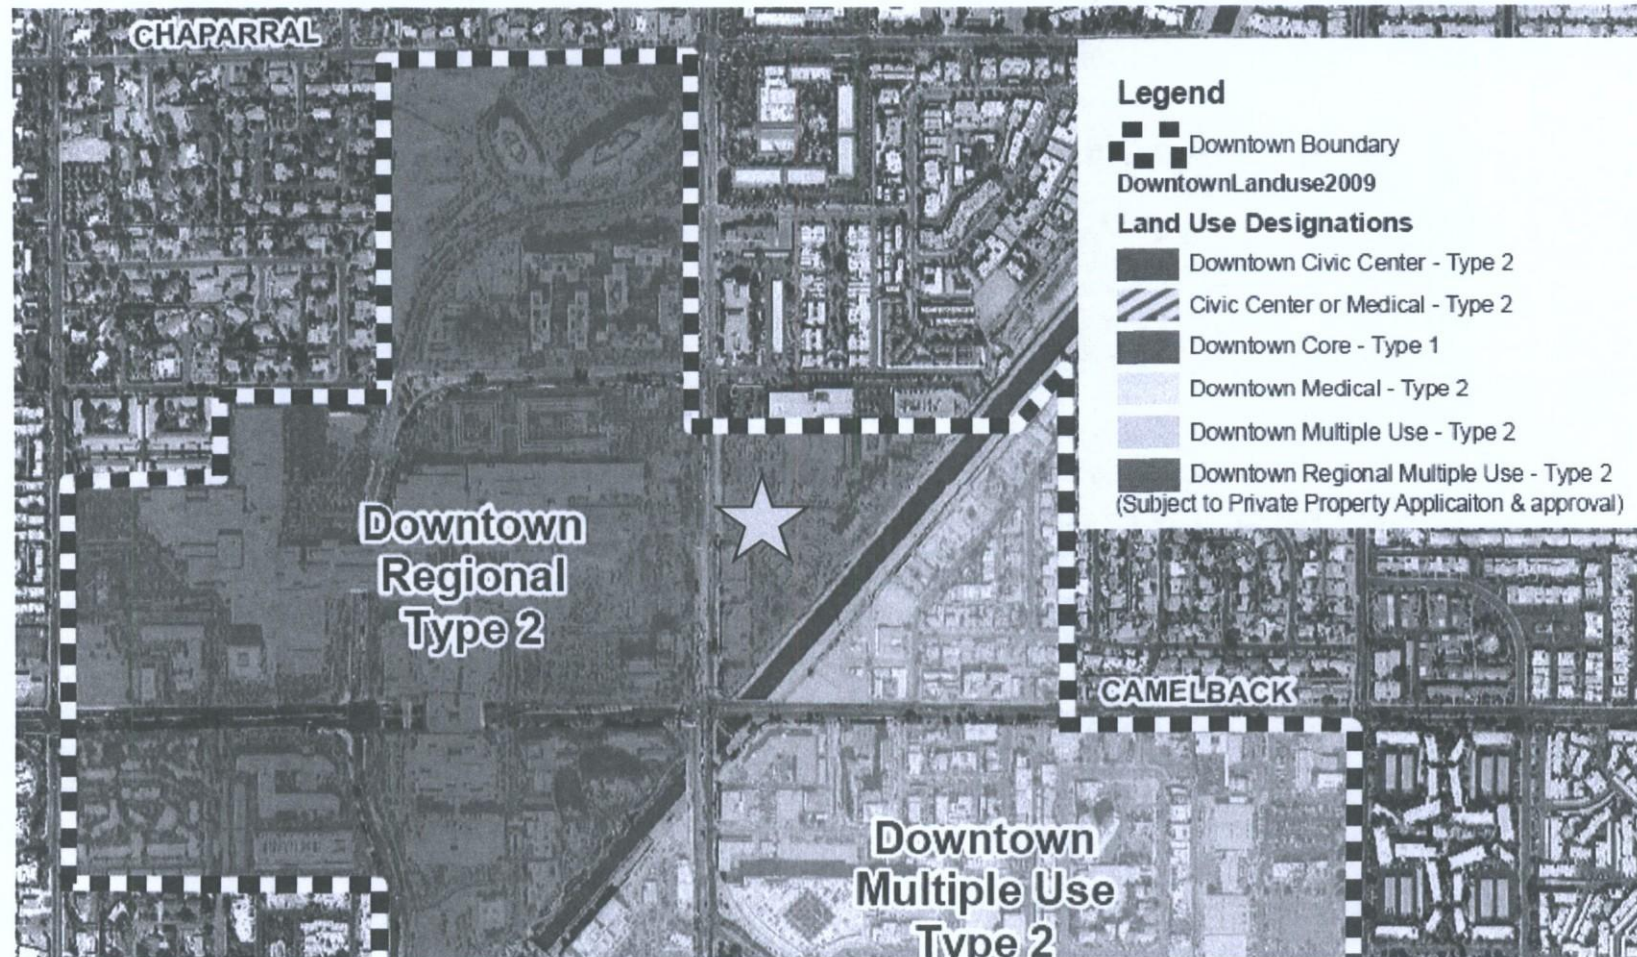 CHAPARRAL
Legend
Downtown Boundary
DowntownLanduse2009
Land Use Designations
Downtown Civic Center - Type 2
Civic Center or Medical - Type 2
Downtown Core - Type 1
Downtown Medical - Type 2
Downtown Multiple Use - Type 2
Downtown Regional Multiple Use - Type 2
(Subject to Private Property Applicaiton & approval)
Downtown
Regional
Type 2
CAMELBACK
Downtown
Multiple Use
Type 2